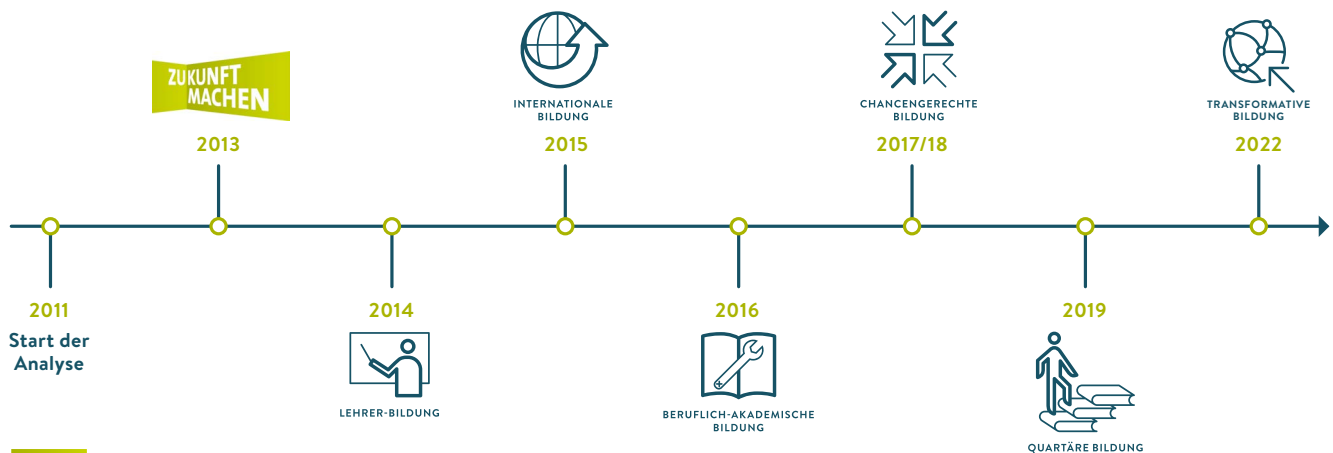 ZUKUNFT
MACHEN
2013
INTERNATIONALE
BILDUNG
2015
CHANCENGERECHTE
BILDUNG
2017/18
TRANSFORMATIVE
BILDUNG
2022
2011
Start der
Analyse
2014
LEHRER-BILDUNG
2016
BERUFLICH-AKADEMISCHE
BILDUNG
2019
QUARTÄRE BILDUNG